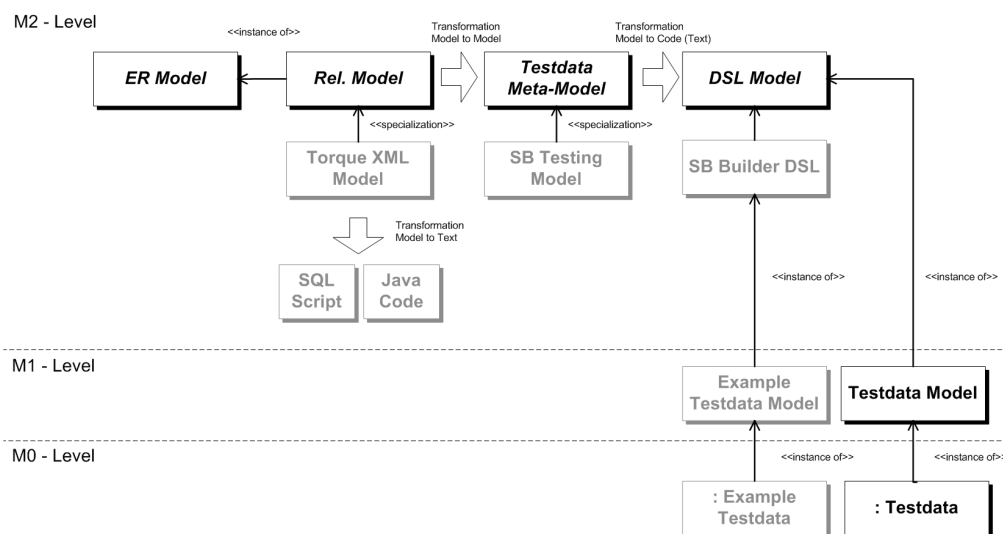 M2 - Level
<<instance of>>
Transformation
Model to Model
Transformation
Model to Code (Text)
ER Model
Rel. Model
Testdata
Meta-Model
DSL Model
<<specialization>>
<<specialization>>
Torque XML
Model
SB Testing
Model
SB Builder DSL
Transformation
Model to Text
SQL
Script
Java
Code
<<instance of>>
<<instance of>>
M1 - Level
Example
Testdata Model
Testdata Model
M0 - Level
<<instance of>>
<<instance of>>
: Example
Testdata
: Testdata